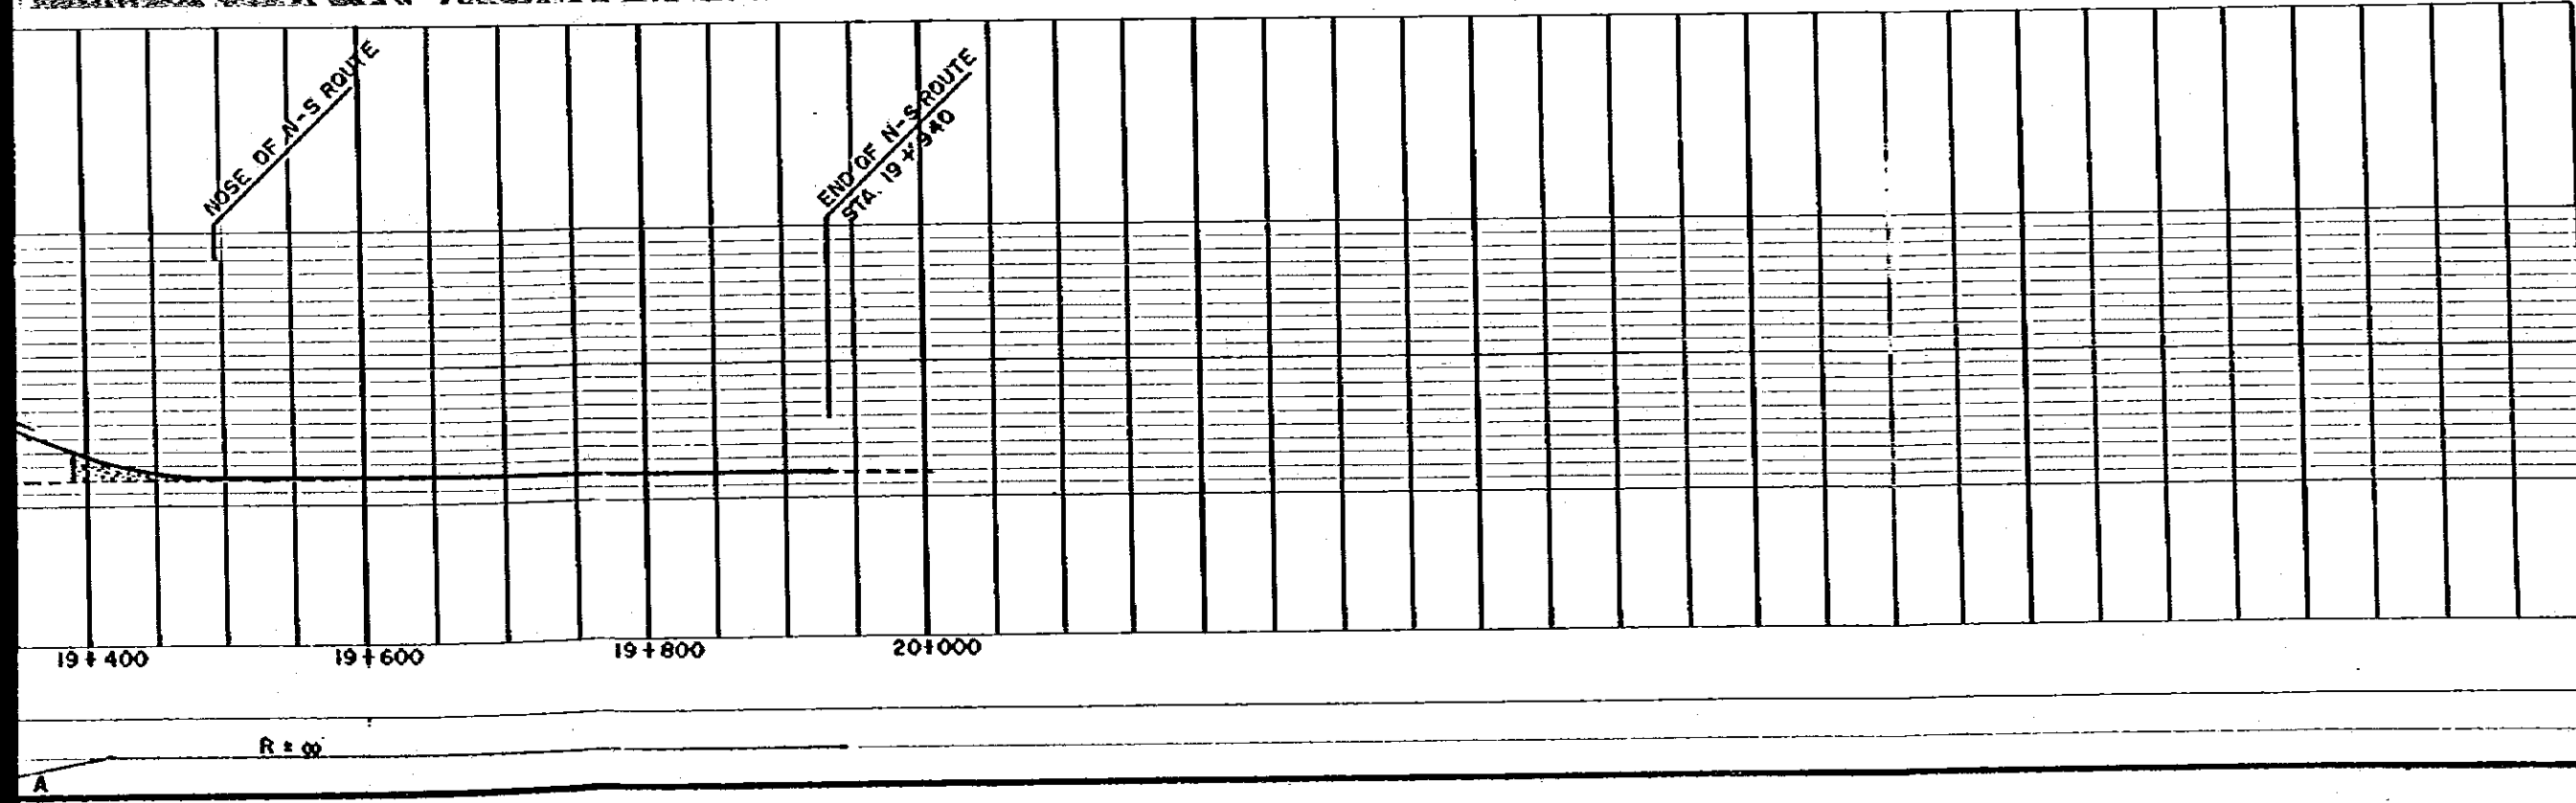 NOSE OF N-S ROUTE
END OF N-S ROUTE
STA. 19 + 940
19 + 400
19 + 600
19 + 800
20 + 000
R = ∞
A